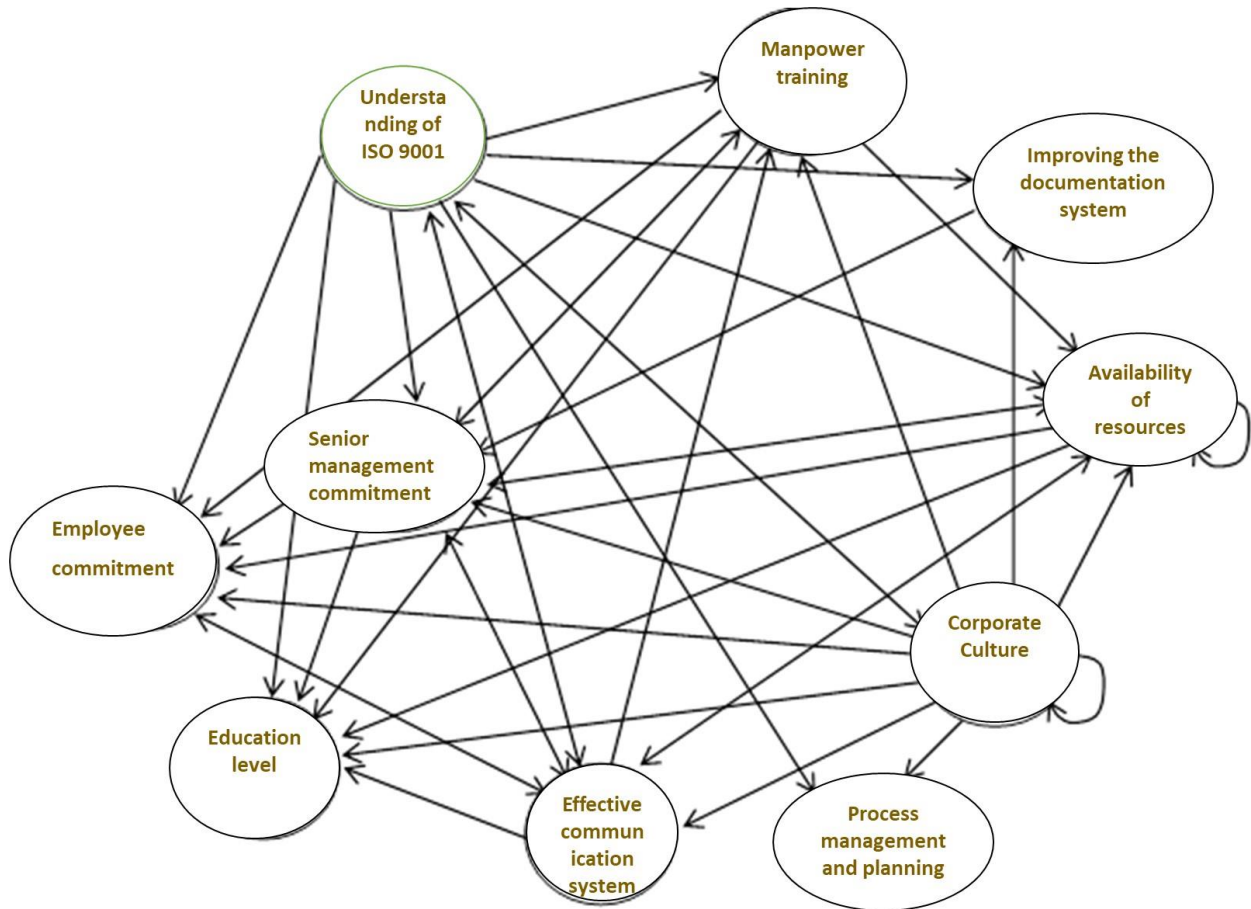 Manpower
training
Understa
nding of
ISO 9001
Improving the
documentation
system
Availability
of
resources
Senior
management
commitment
Employee
commitment
Corporate
Culture
Education
level
Effective
commun
ication
system
Process
management
and planning